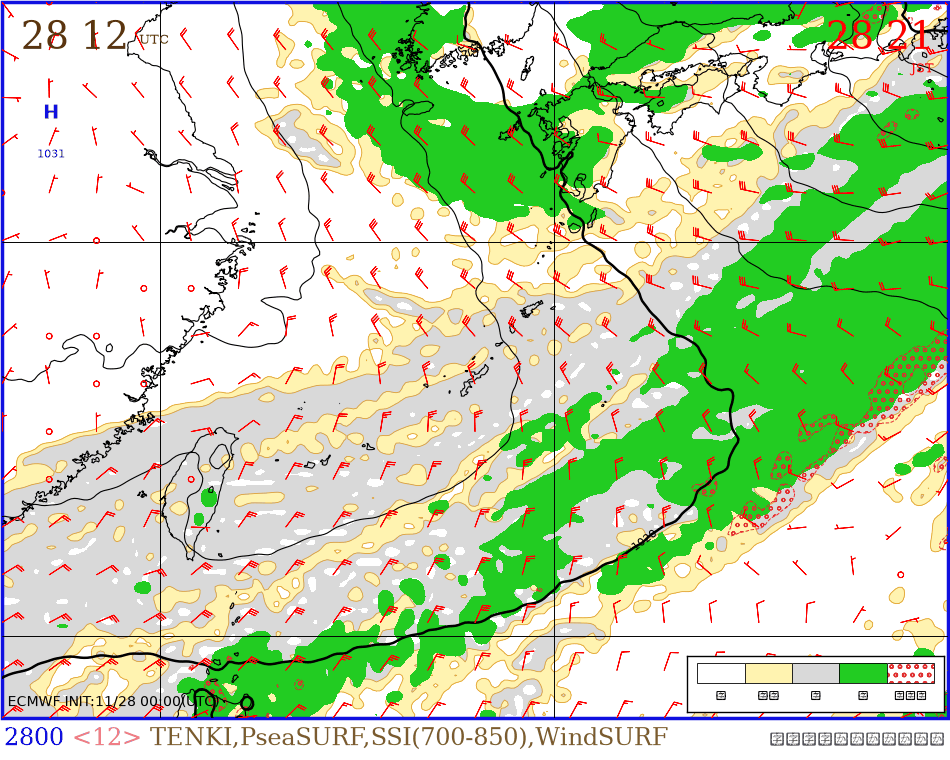 28 12 UTC
28 21
JST
H
1031
1020
ECMWF INIT:11/28 00:00(UTC)
2800 <12> TENKI,PseaSURF,SSI(700-850),WindSURF